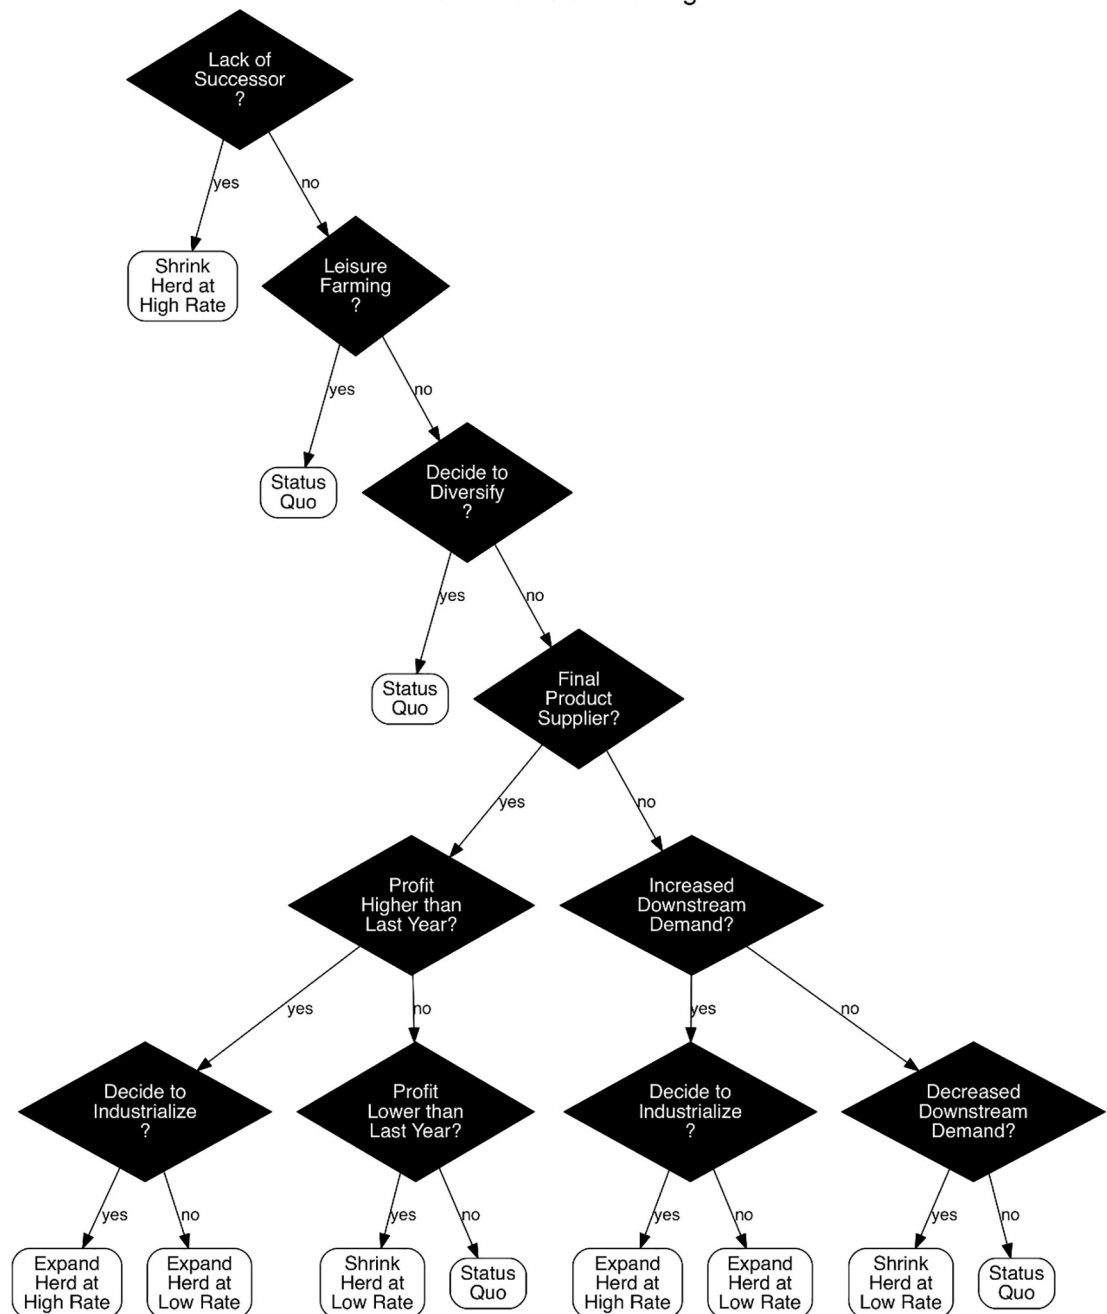 Lack of
Successor
?
yes
no
Shrink
Herd at
High Rate
Leisure
Farming
?
yes
no
Status
Quo
Decide to
Diversify
?
yes
no
Status
Quo
Final
Product
Supplier?
yes
no
Profit
Higher than
Last Year?
Increased
Downstream
Demand?
yes
no
yes
no
Decide to
Industrialize
?
Profit
Lower than
Last Year?
Decide to
Industrialize
?
Decreased
Downstream
Demand?
yes
no
yes
no
yes
no
yes
no
Expand
Herd at
High Rate
Expand
Herd at
Low Rate
Shrink
Herd at
Low Rate
Status
Quo
Expand
Herd at
High Rate
Expand
Herd at
Low Rate
Shrink
Herd at
Low Rate
Status
Quo